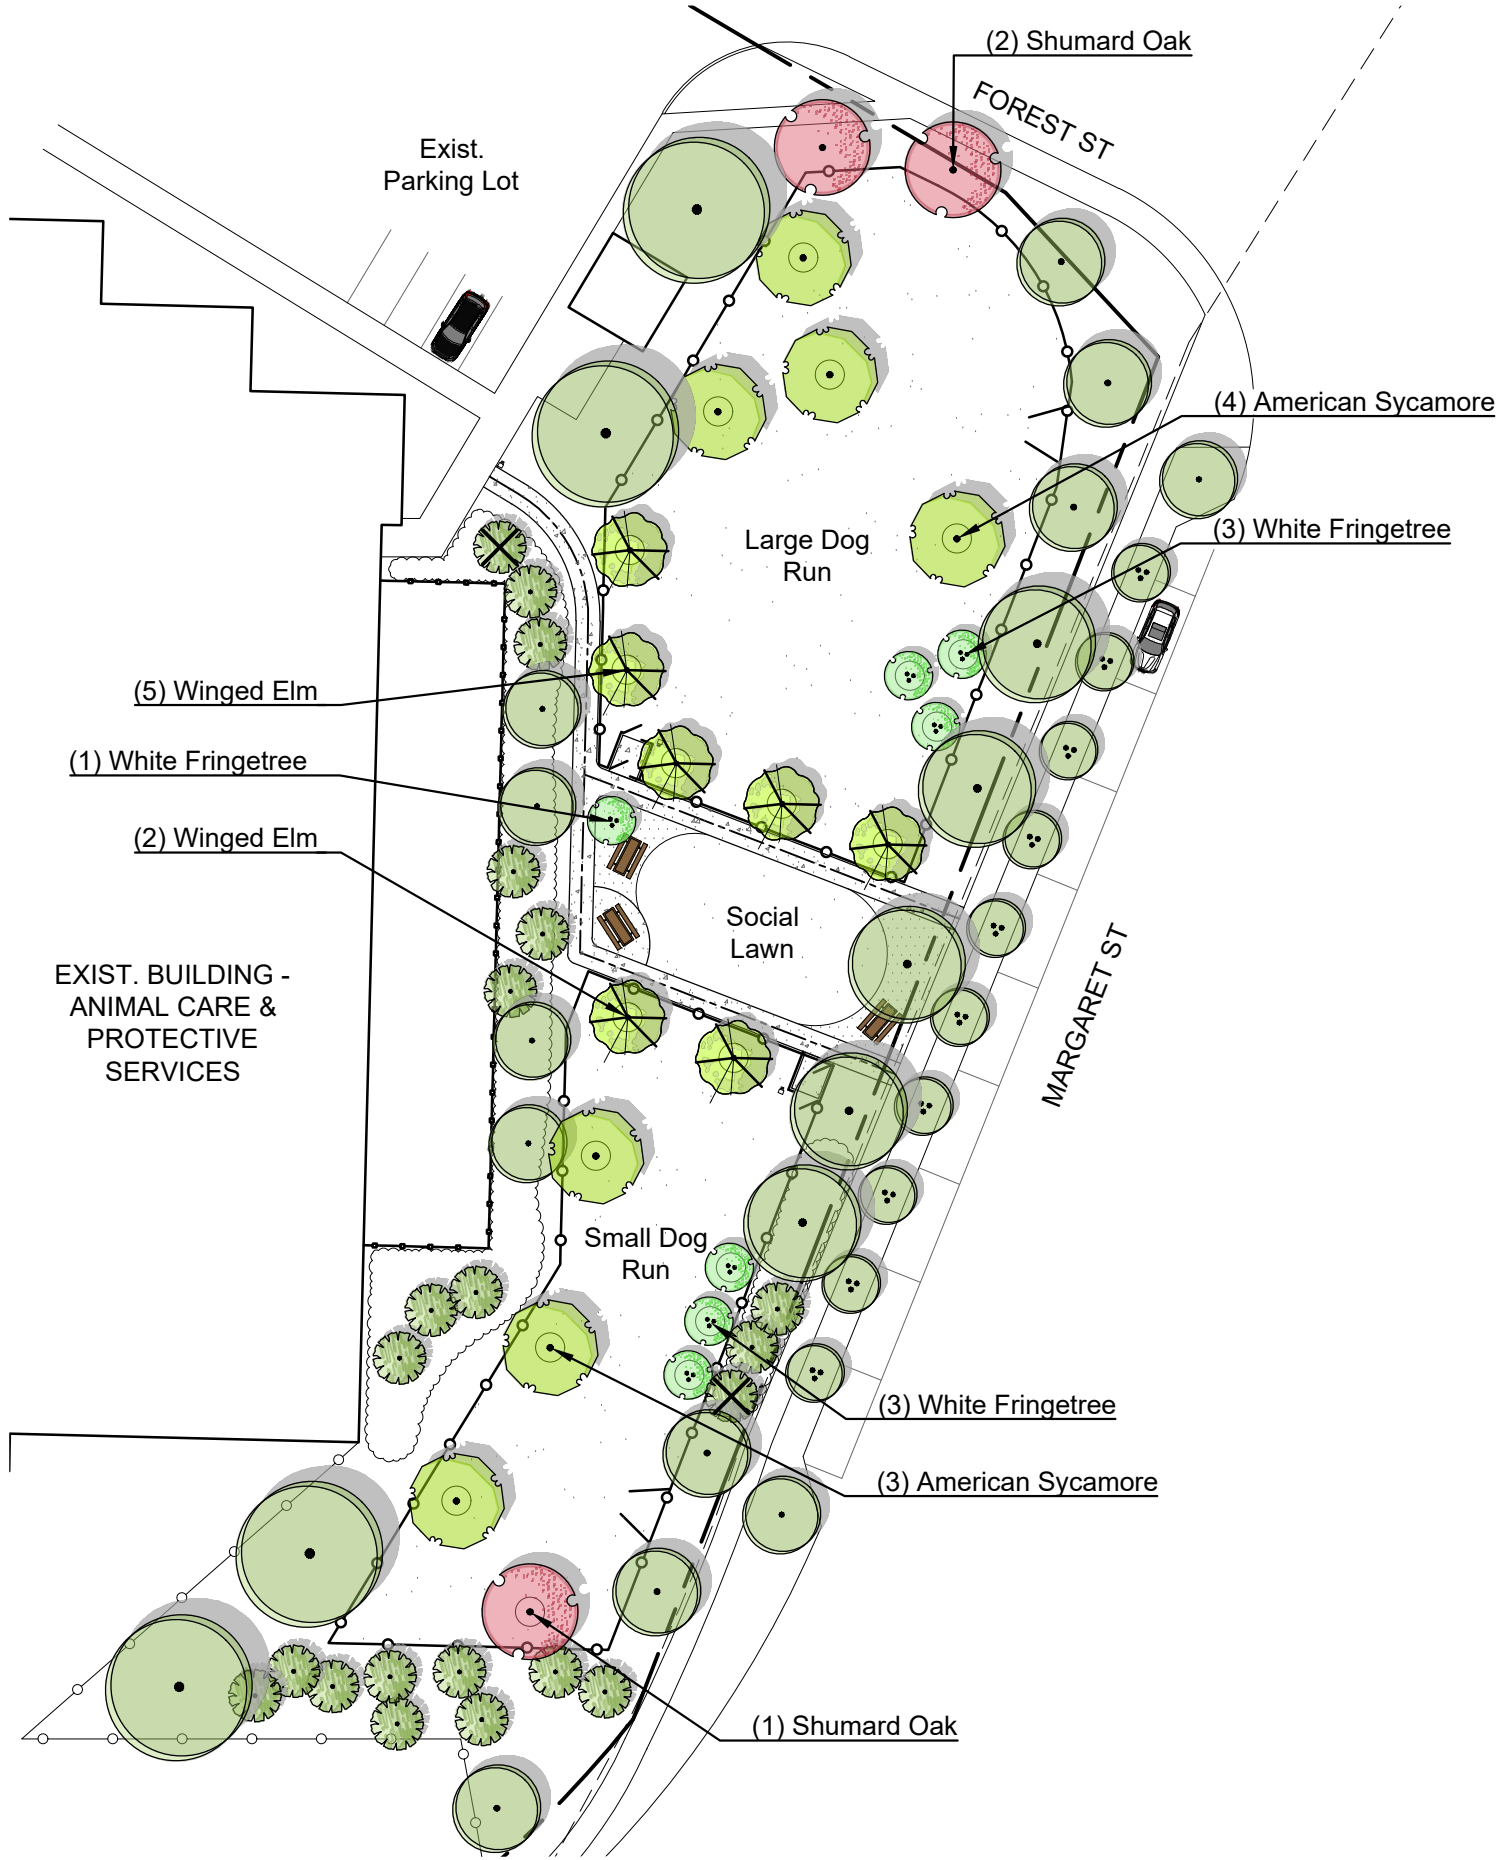 (2) Shumard Oak
FOREST ST
Exist.
Parking Lot
(4) American Sycamore
(3) White Fringetree
Large Dog
Run
(5) Winged Elm
(1) White Fringetree
(2) Winged Elm
Social
Lawn
EXIST. BUILDING -
ANIMAL CARE &
PROTECTIVE
SERVICES
MARGARET ST
Small Dog
Run
(3) White Fringetree
(3) American Sycamore
(1) Shumard Oak